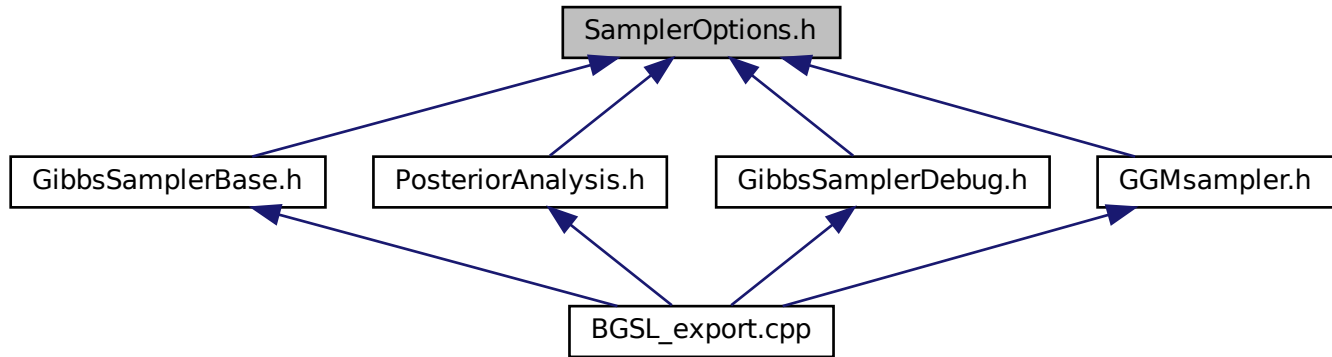 SamplerOptions.h
GibbsSamplerBase.h
PosteriorAnalysis.h
GibbsSamplerDebug.h
GGMsampler.h
BGSL_export.cpp